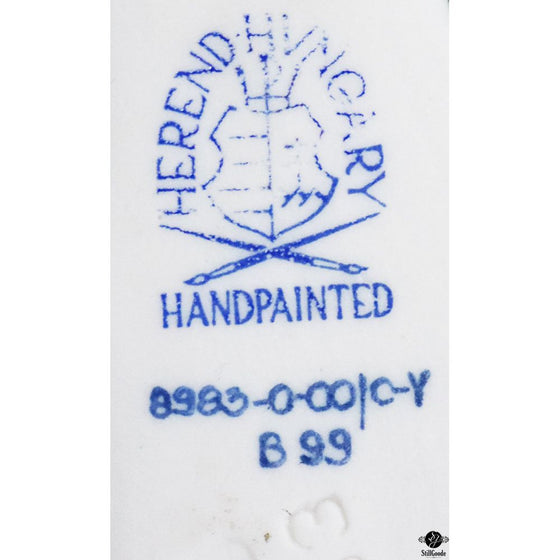 HEREND HUNGARY
HANDPAINTED
8983-0-00/C-Y
B 99
StillGoode